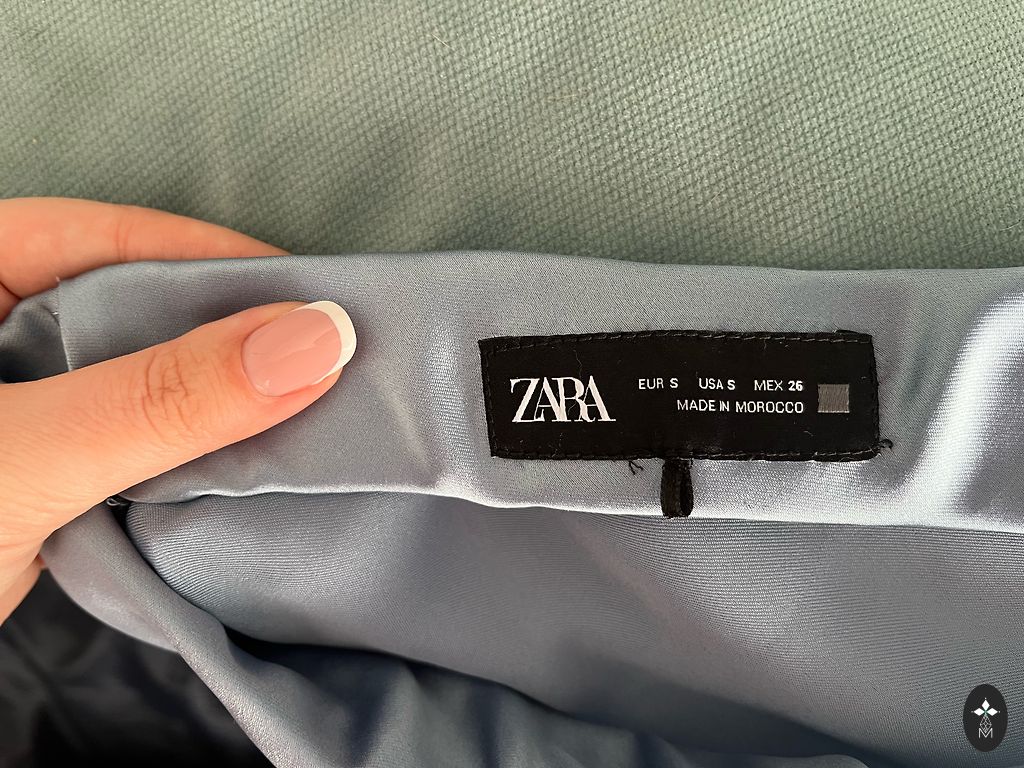 ZARA
EUR S USA S MEX 26
MADE IN MOROCCO
M